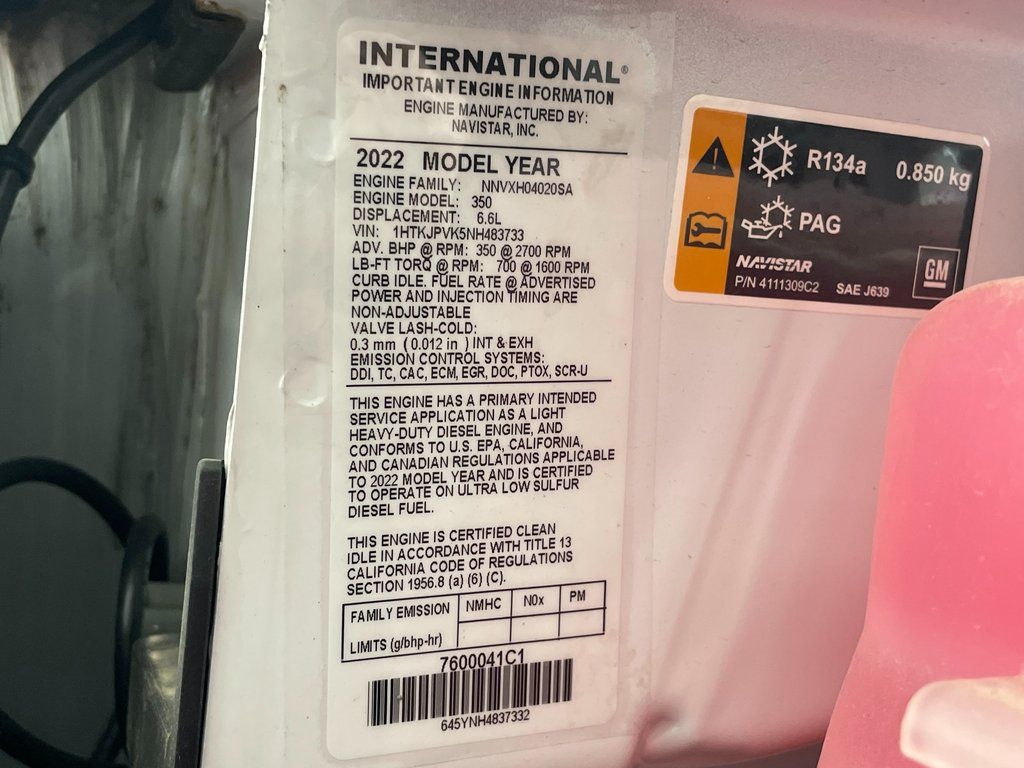 INTERNATIONAL®
IMPORTANT ENGINE INFORMATION
ENGINE MANUFACTURED BY:
NAVISTAR, INC.
2022 MODEL YEAR
ENGINE FAMILY: NNVXH04020SA
ENGINE MODEL: 350
DISPLACEMENT: 6.6L
VIN: 1HTKJPVK5NH483733
ADV. BHP @ RPM: 350 @ 2700 RPM
LB-FT TORQ @ RPM: 700 @ 1600 RPM
CURB IDLE. FUEL RATE @ ADVERTISED
POWER AND INJECTION TIMING ARE
NON-ADJUSTABLE
VALVE LASH-COLD:
0.3 mm ( 0.012 in ) INT & EXH
EMISSION CONTROL SYSTEMS:
DDI, TC, CAC, ECM, EGR, DOC, PTOX, SCR-U
THIS ENGINE HAS A PRIMARY INTENDED
SERVICE APPLICATION AS A LIGHT
HEAVY-DUTY DIESEL ENGINE, AND
CONFORMS TO U.S. EPA, CALIFORNIA,
AND CANADIAN REGULATIONS APPLICABLE
TO 2022 MODEL YEAR AND IS CERTIFIED
TO OPERATE ON ULTRA LOW SULFUR
DIESEL FUEL.
THIS ENGINE IS CERTIFIED CLEAN
IDLE IN ACCORDANCE WITH TITLE 13
CALIFORNIA CODE OF REGULATIONS
SECTION 1956.8 (a) (6) (C).
FAMILY EMISSION NMHC N0x PM
LIMITS (g/bhp-hr)
7600041C1
645YNH4837332
R134a 0.850 kg
PAG
NAVISTAR
P/N 4111309C2 SAE J639
GM